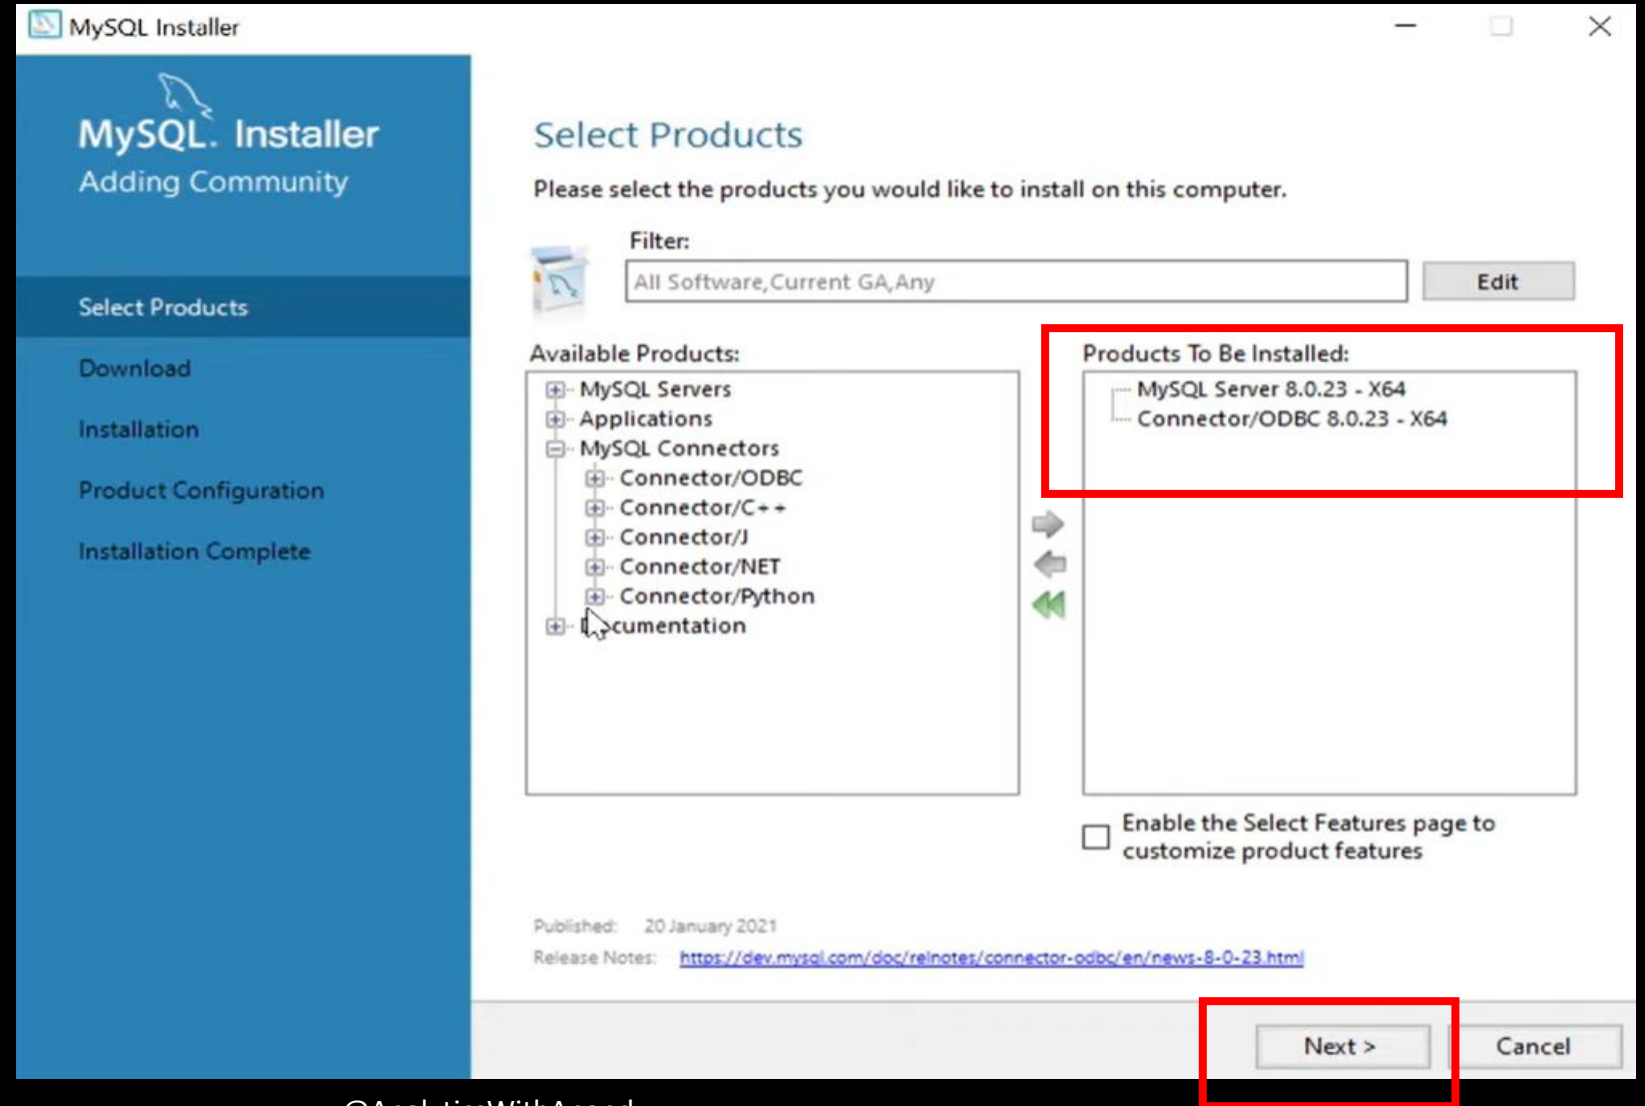 MySQL Installer
MySQL. Installer
Adding Community
Select Products
Download
Installation
Product Configuration
Installation Complete
Select Products
Please select the products you would like to install on this computer.
Filter:
All Software,Current GA,Any
Edit
Available Products:
MySQL Servers
Applications
MySQL Connectors
Connector/ODBC
Connector/C++
Connector/J
Connector/NET
Connector/Python
Documentation
Products To Be Installed:
MySQL Server 8.0.23 - X64
Connector/ODBC 8.0.23 - X64
Enable the Select Features page to
customize product features
Published: 20 January 2021
Release Notes: https://dev.mysql.com/doc/relnotes/connector-odbc/en/news-8-0-23.html
Next >
Cancel